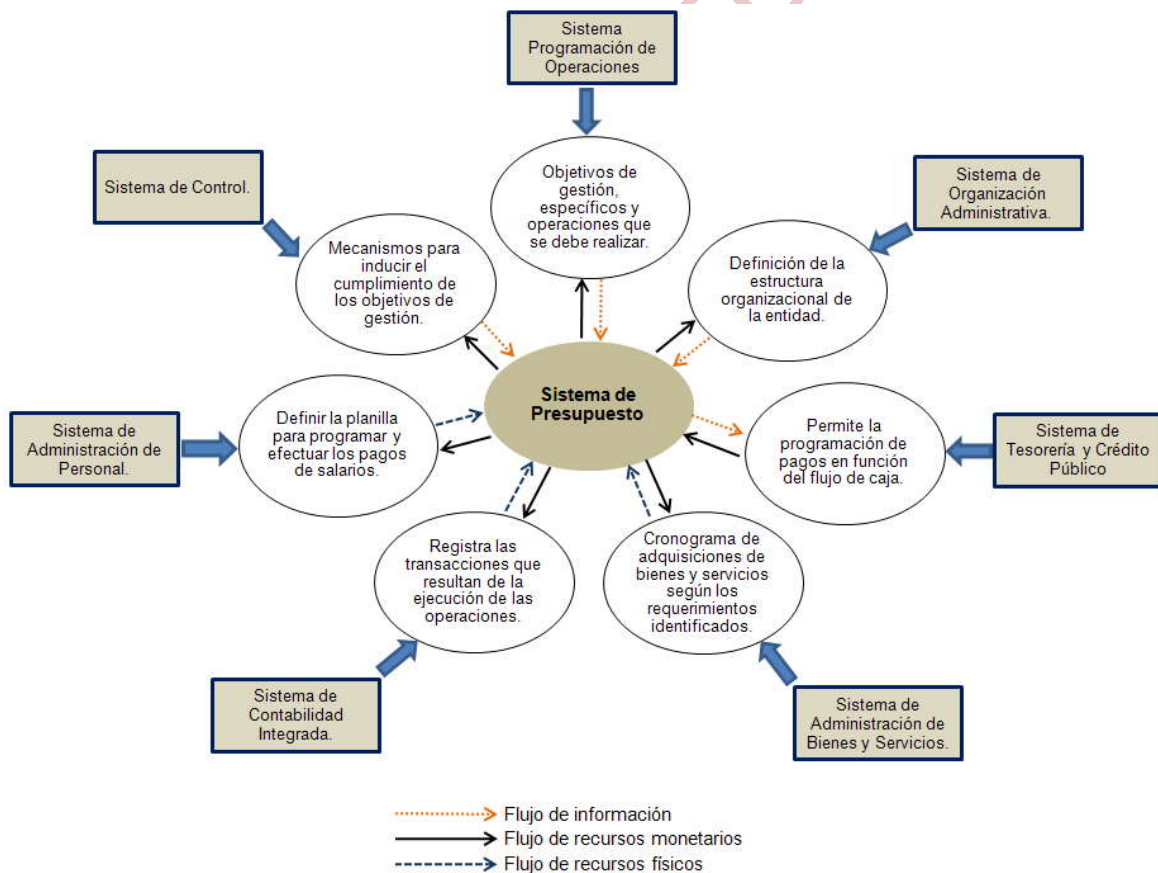 Sistema
Programación de
Operaciones
Sistema de Control.
Objetivos de
gestión,
específicos y
operaciones que
se debe realizar.
Sistema de
Organización
Administrativa.
Mecanismos para
inducir el
cumplimiento de
los objetivos de
gestión.
Definición de la
estructura
organizacional de
la entidad.
Sistema de
Presupuesto
Sistema de
Administración de
Personal.
Definir la planilla
para programar y
efectuar los pagos
de salarios.
Permite la
programación de
pagos en función
del flujo de caja.
Sistema de
Tesorería y Crédito
Público
Registra las
transacciones que
resultan de la
ejecución de las
operaciones.
Cronograma de
adquisiciones de
bienes y servicios
según los
requerimientos
identificados.
Sistema de
Contabilidad
Integrada.
Sistema de
Administración de
Bienes y Servicios.
Flujo de información
Flujo de recursos monetarios
Flujo de recursos físicos